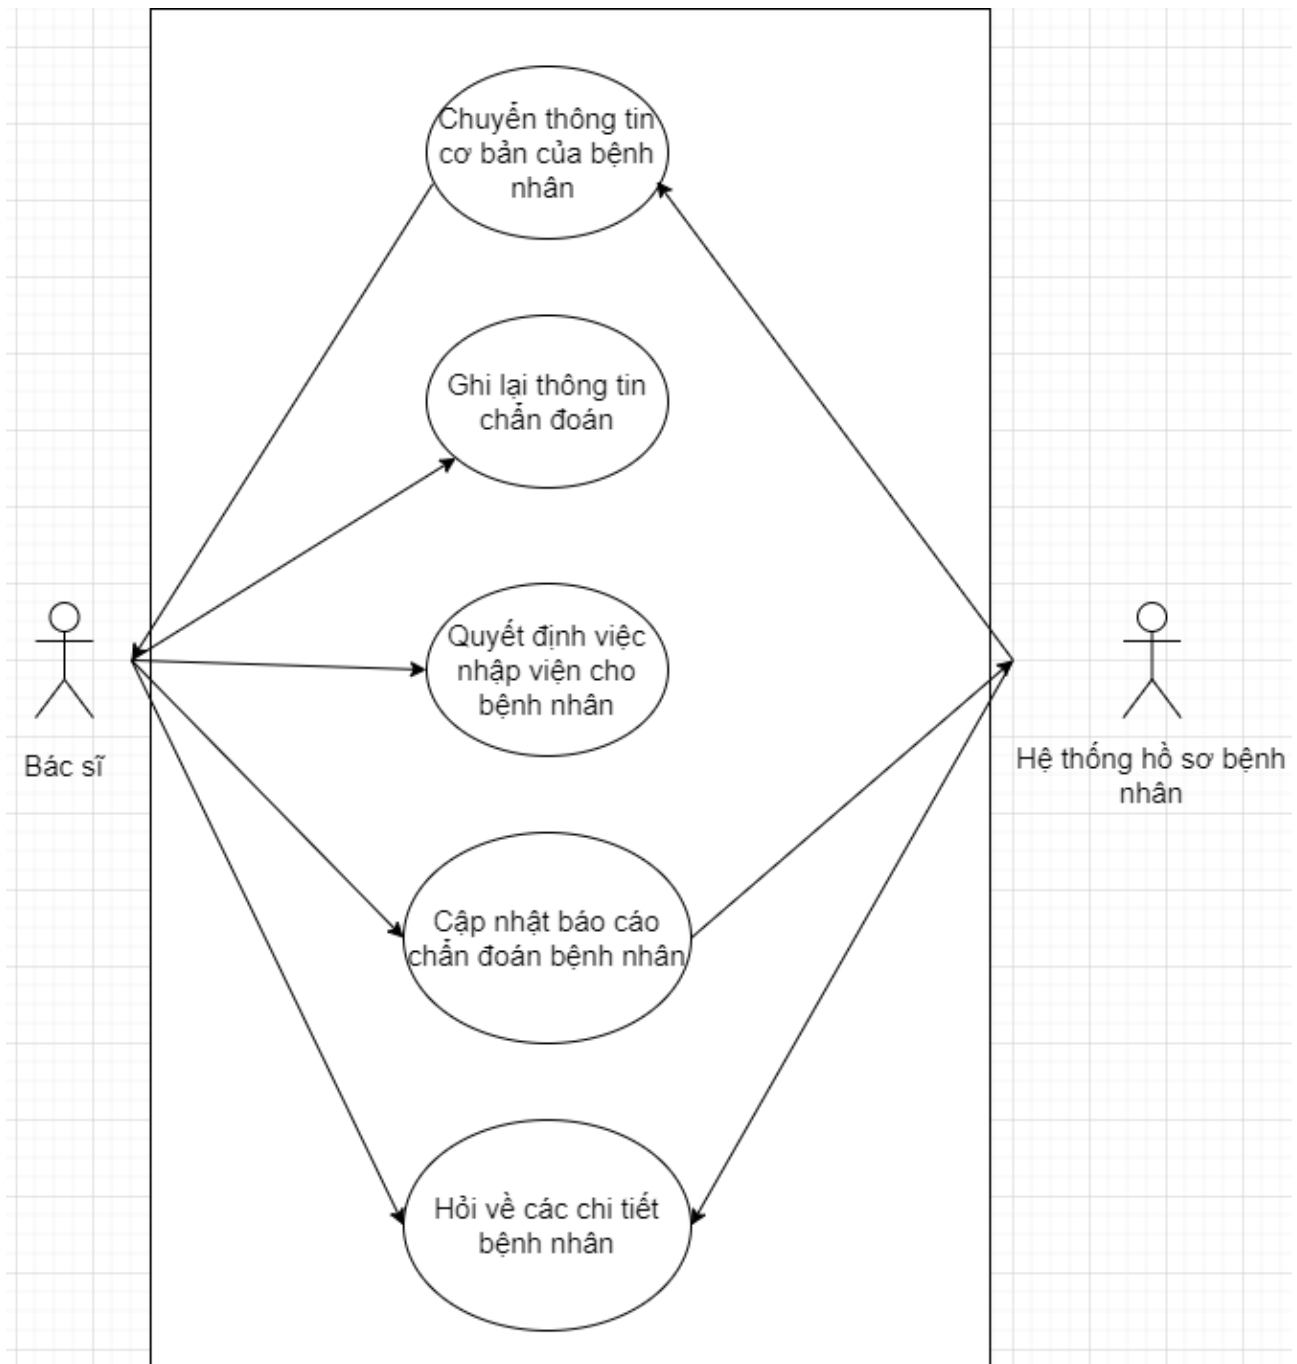 Chuyển thông tin
cơ bản của bệnh
nhân
Ghi lại thông tin
chẩn đoán
Quyết định việc
nhập viện cho
bệnh nhân
Bác sĩ
Hệ thống hồ sơ bệnh
nhân
Cập nhật báo cáo
chẩn đoán bệnh nhân
Hỏi về các chi tiết
bệnh nhân